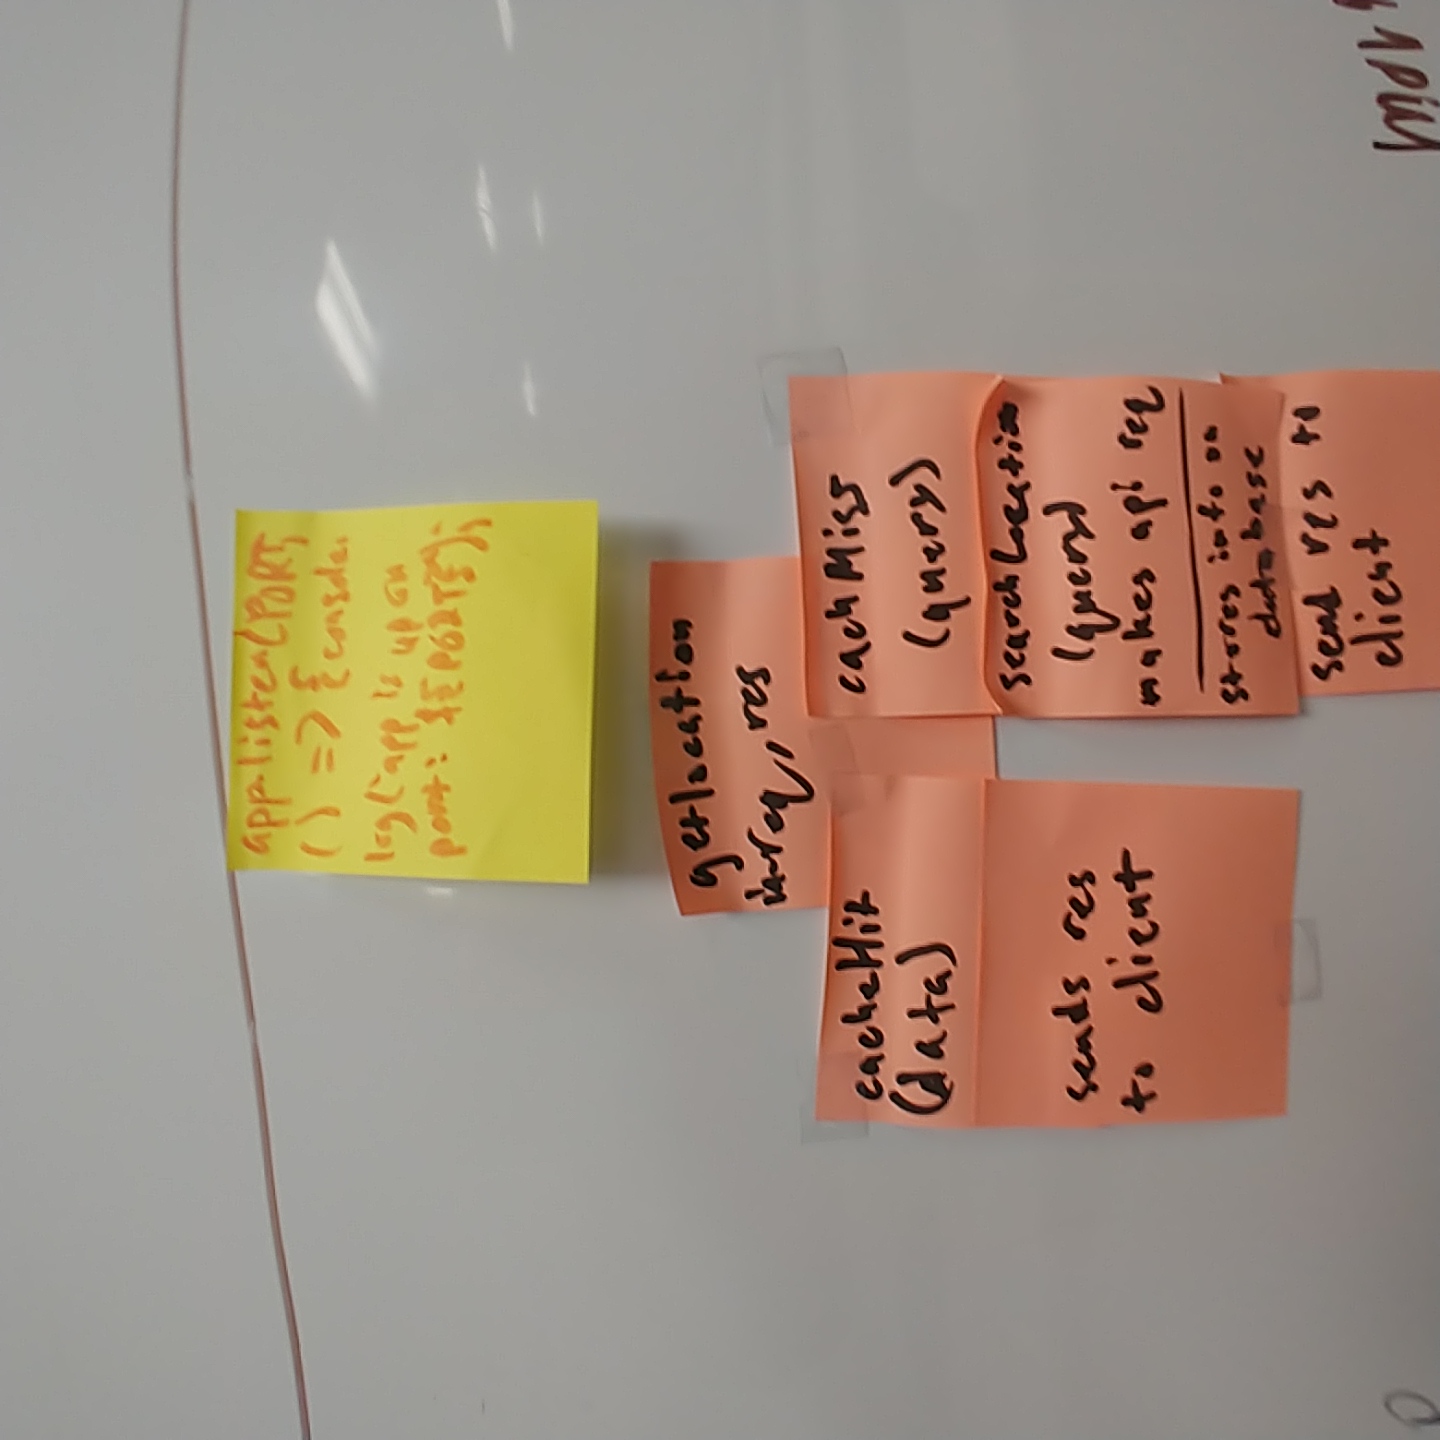 app.listen(PORT,
() => {console.
log(`app is up on
port: ${PORT}`);
getlocation
in-req, res
cacheHit
(data)
sends res
to client
cachMiss
(query)
searchLocation
(query)
makes api req
stores info on
database
send res to
client